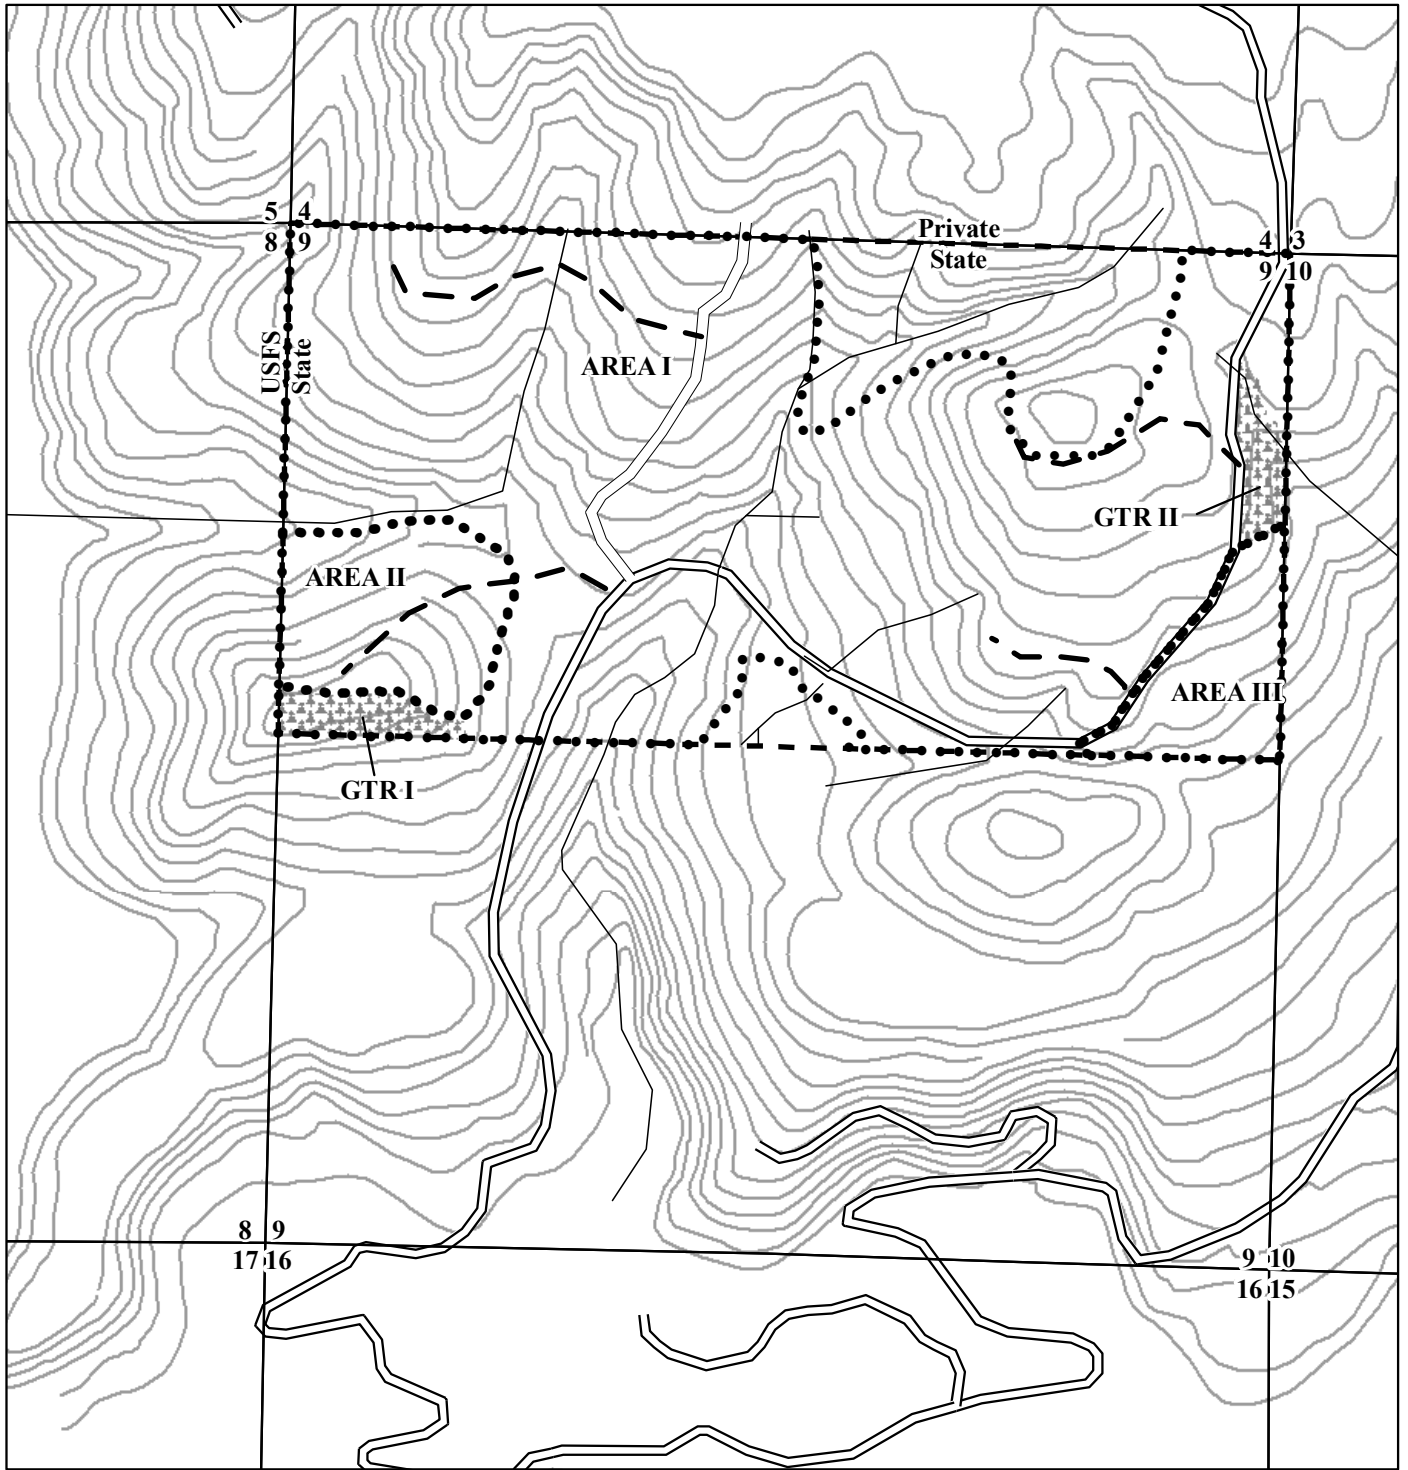 5 4
8 9
Private
State
4 3
9 10
USFS
State
AREA I
GTR II
AREA II
AREA III
GTR I
8 9
17 16
9 10
16 15